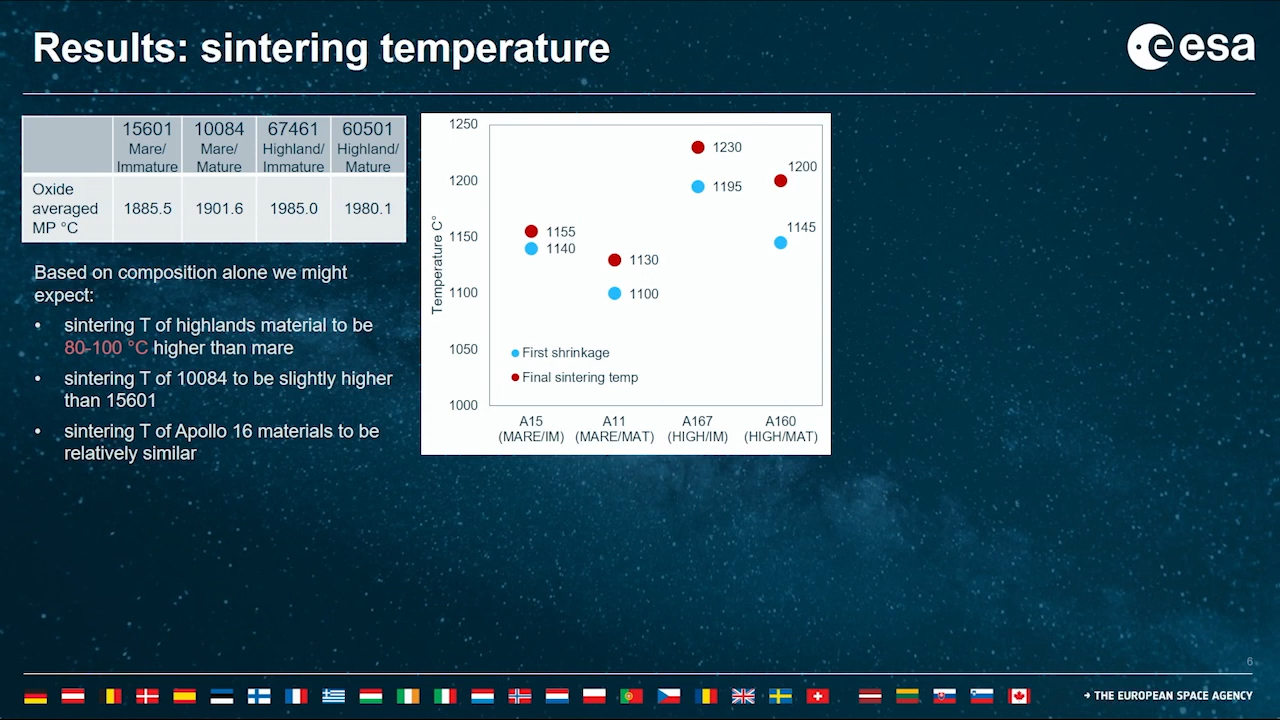 Results: sintering temperature
esa
15601 10084 67461 60501
Mare/ Mare/ Highland/ Highland/
Immature Mature Immature Mature
Oxide
averaged 1885.5 1901.6 1985.0 1980.1
MP °C
Based on composition alone we might
expect:
• sintering T of highlands material to be
80-100 °C higher than mare
• sintering T of 10084 to be slightly higher
than 15601
• sintering T of Apollo 16 materials to be
relatively similar
Temperature C°
1250
1200
1150
1100
1050
1000
1155
1140
1130
1100
1230
1195
1200
1145
First shrinkage
Final sintering temp
A15 A11 A167 A160
(MARE/IM) (MARE/MAT) (HIGH/IM) (HIGH/MAT)
6
→ THE EUROPEAN SPACE AGENCY